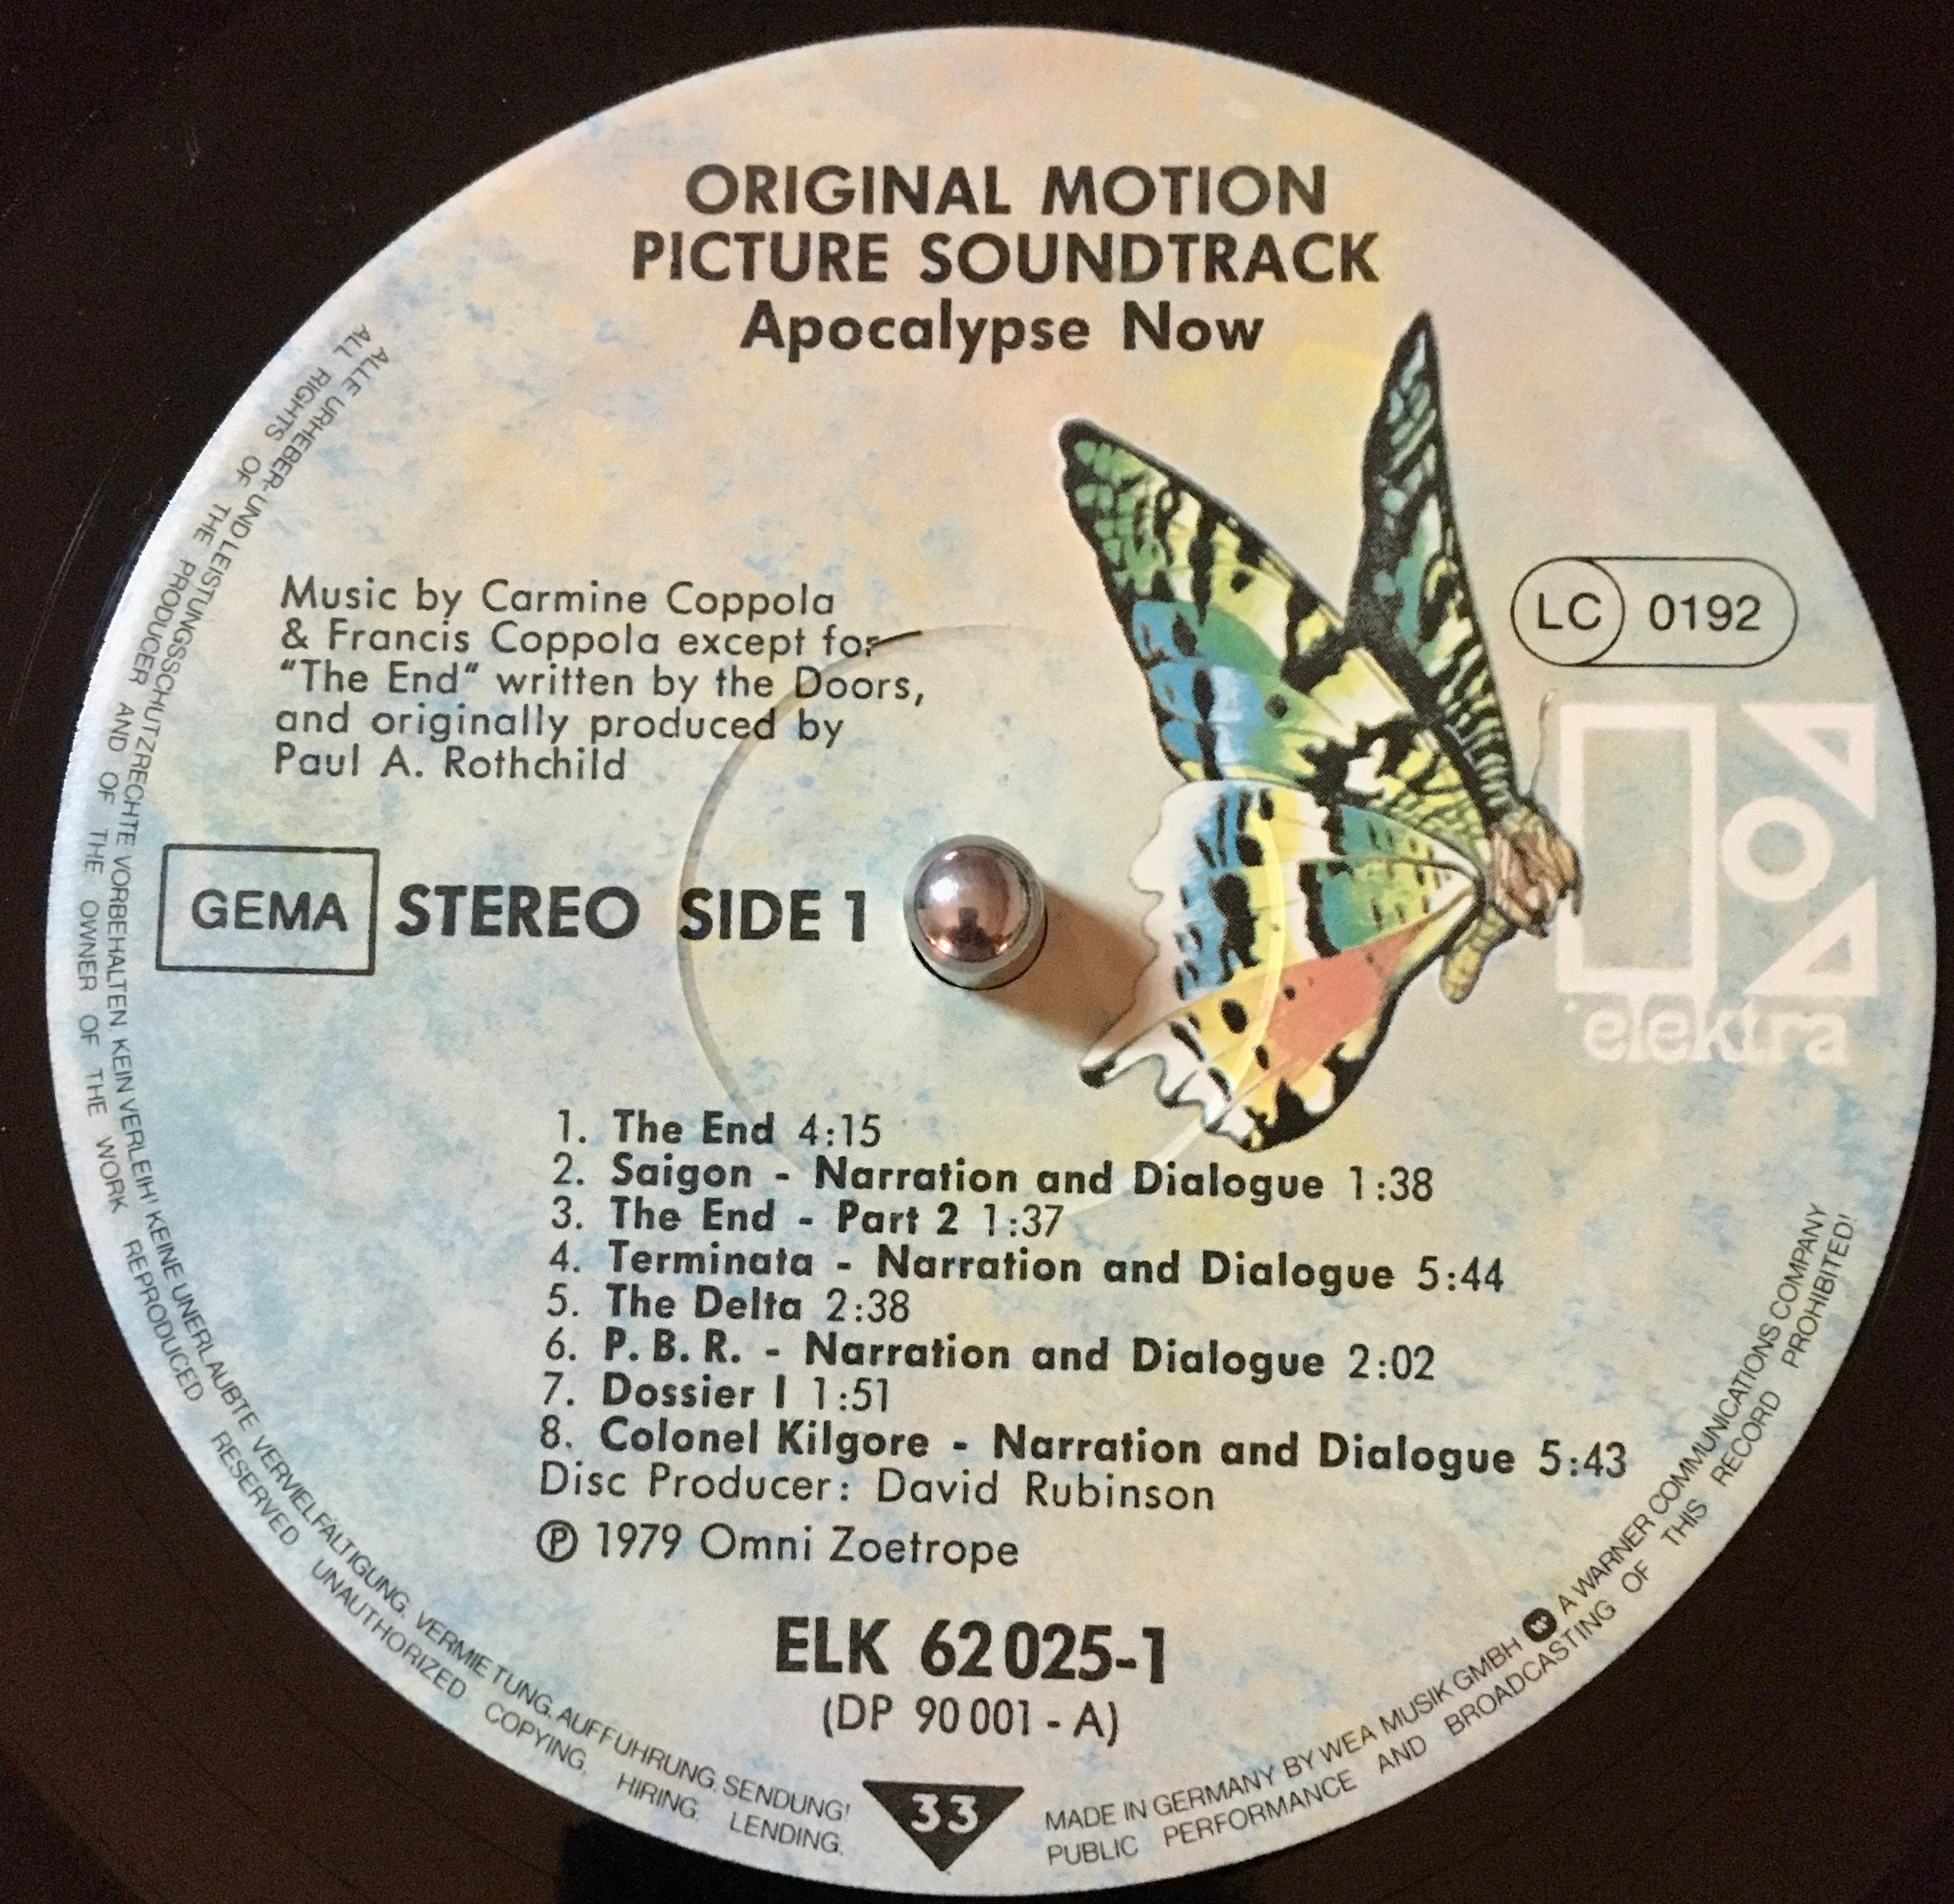 ORIGINAL MOTION
PICTURE SOUNDTRACK
Apocalypse Now
Music by Carmine Coppola
& Francis Coppola except for
“The End“ written by the Doors,
and originally produced by
Paul A. Rothchild
LC 0192
GEMA STEREO SIDE 1
elektra
1. The End 4:15
2. Saigon - Narration and Dialogue 1:38
3. The End - Part 2 1:37
4. Terminata - Narration and Dialogue 5:44
5. The Delta 2:38
6. P.B.R. - Narration and Dialogue 2:02
7. Dossier I 1:51
8. Colonel Kilgore - Narration and Dialogue 5:43
Disc Producer: David Rubinson
℗ 1979 Omni Zoetrope
ELK 62025-1
(DP 90001 - A)
33
ALLE URHEBER-UND LEISTUNGSSCHUTZRECHTE VORBEHALTEN KEIN VERLEIH! KEINE UNERLAUBTE VERVIELFÄLTIGUNG, VERMIETUNG, AUFFÜHRUNG, SENDUNG!
ALL RIGHTS OF THE PRODUCER AND OF THE OWNER OF THE WORK REPRODUCED RESERVED UNAUTHORIZED COPYING, HIRING, LENDING,
MADE IN GERMANY BY WEA MUSIK GMBH A WARNER COMMUNICATIONS COMPANY
PUBLIC PERFORMANCE AND BROADCASTING OF THIS RECORD PROHIBITED!